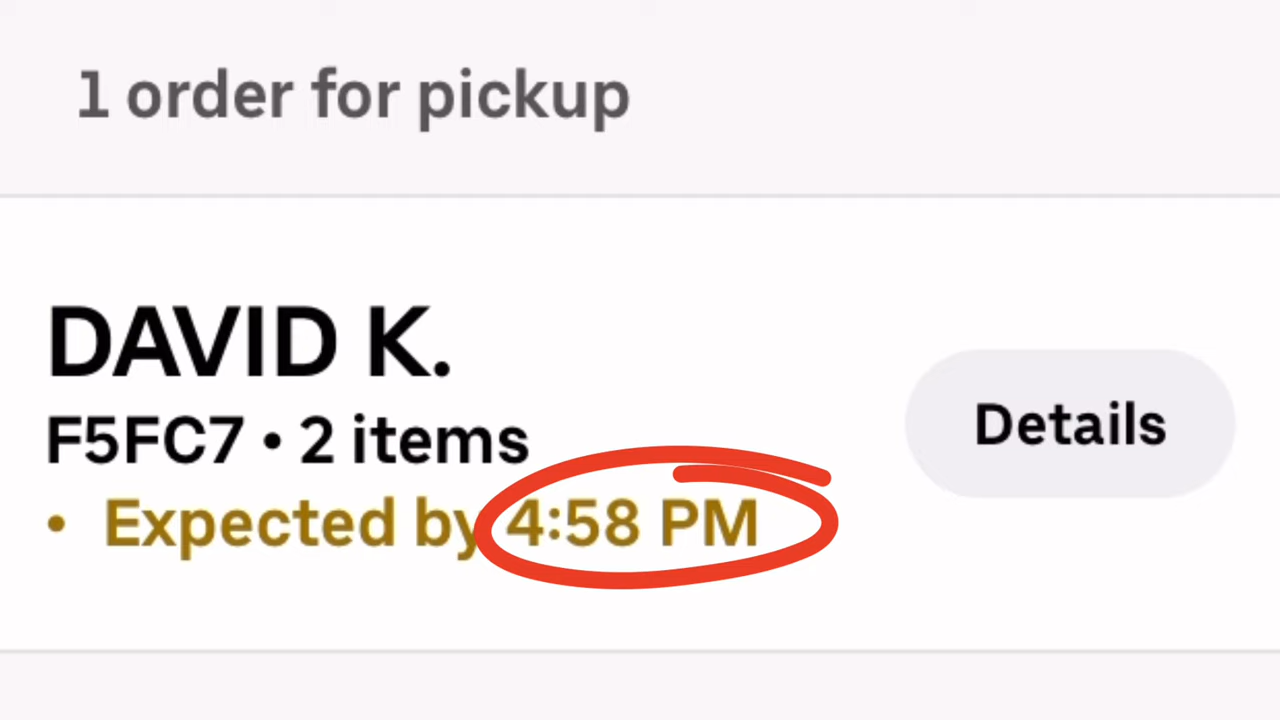 1 order for pickup
DAVID K.
F5FC7 • 2 items
• Expected by 4:58 PM
Details